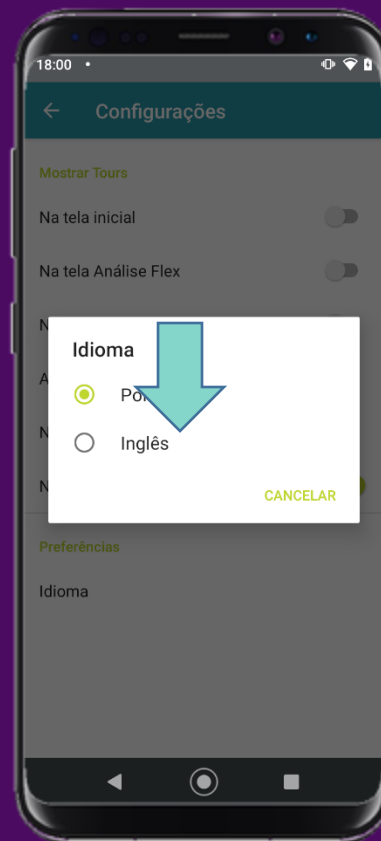 18:00
Configurações
Mostrar Tours
Na tela inicial
Na tela Análise Flex
Idioma
Inglês
CANCELAR
Preferências
Idioma